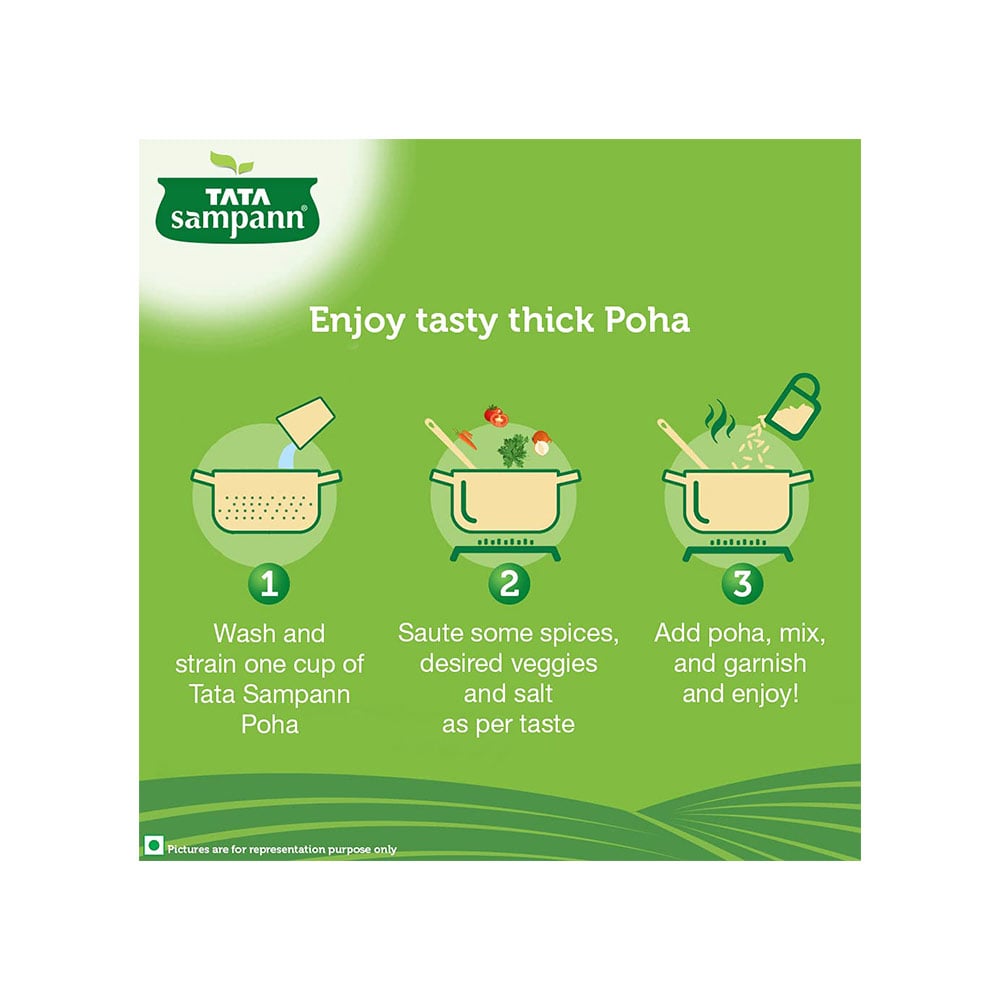 TATA
sampann®
Enjoy tasty thick Poha
1
Wash and
strain one cup of
Tata Sampann
Poha
2
Saute some spices,
desired veggies
and salt
as per taste
3
Add poha, mix,
and garnish
and enjoy!
Pictures are for representation purpose only